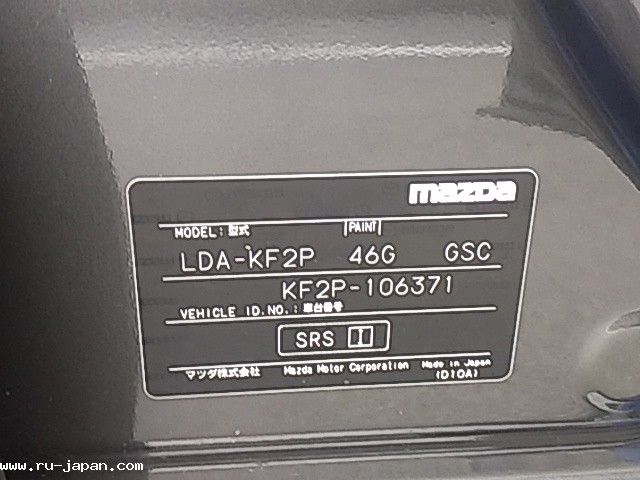 mazda
MODEL:型式 PAINT
LDA-KF2P 46G GSC
KF2P-106371
VEHICLE ID.NO.:車台番号
SRS II
マツダ株式会社 Mazda Motor Corporation Made in Japan
(D10A)
www.ru-japan.com